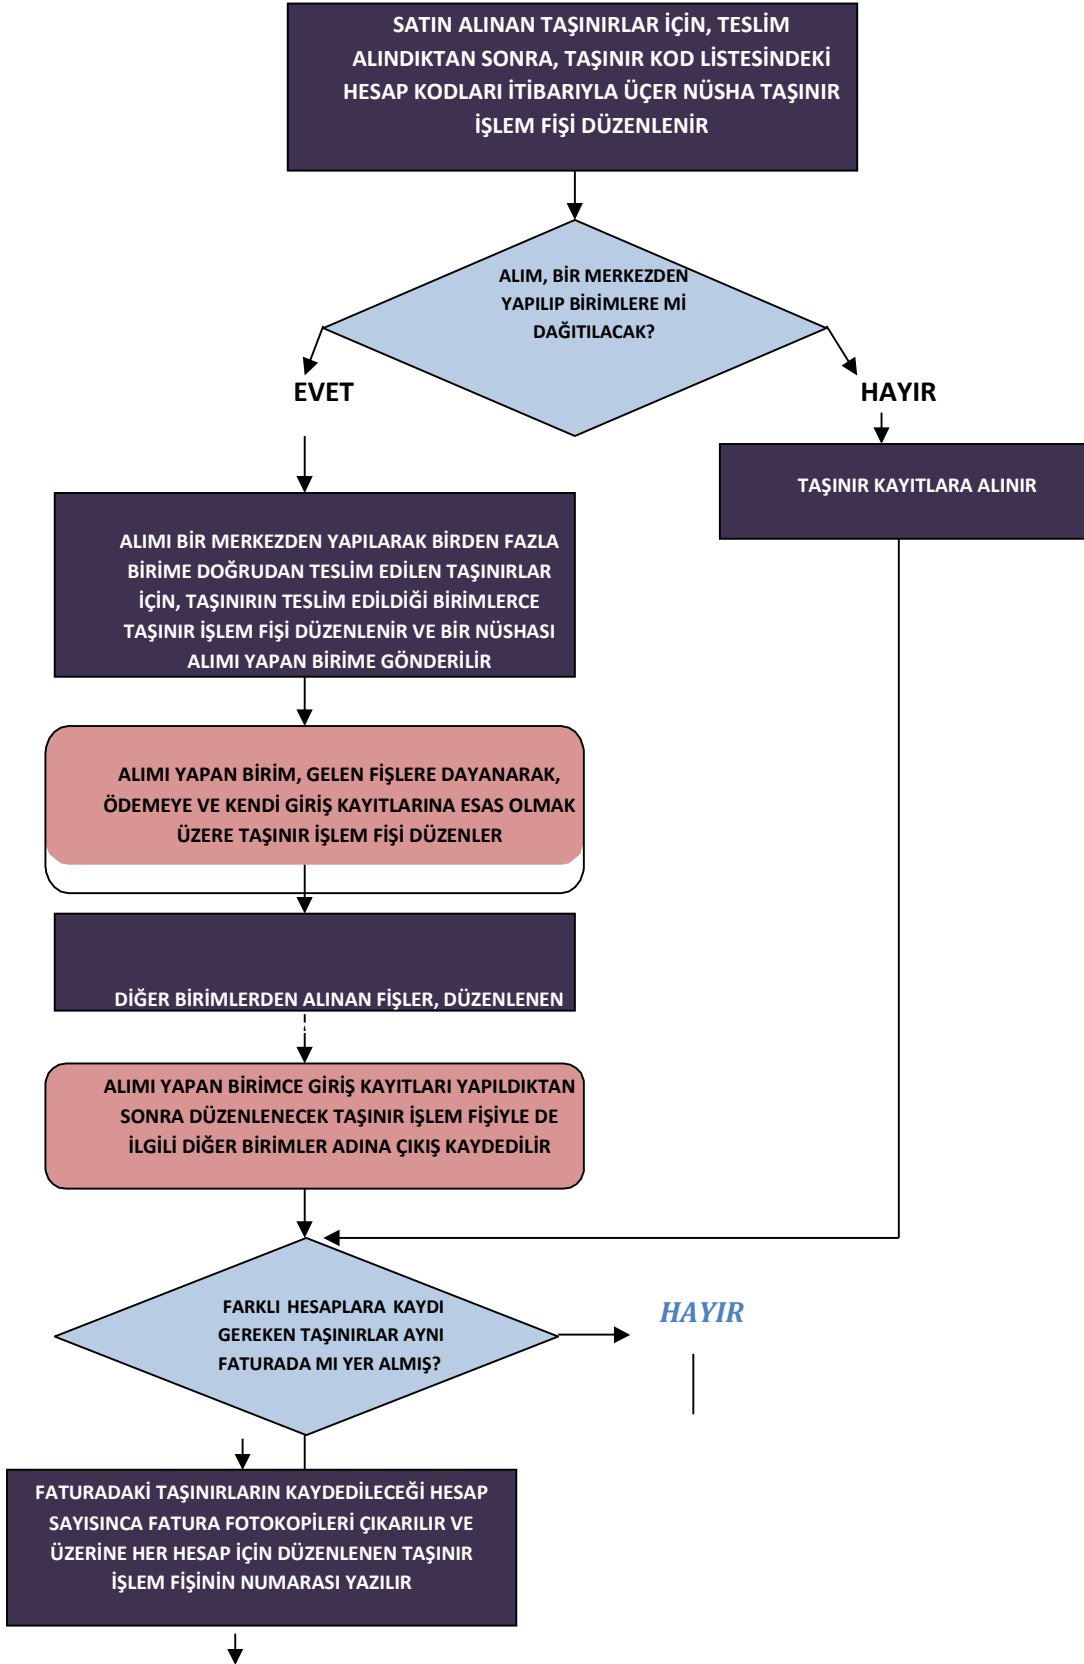 SATIN ALINAN TAŞINIRLAR İÇİN, TESLİM
ALINDIKTAN SONRA, TAŞINIR KOD LİSTESİNDEKİ
HESAP KODLARI İTİBARIYLA ÜÇER NÜSHA TAŞINIR
İŞLEM FİŞİ DÜZENLENİR
ALIM, BİR MERKEZDEN
YAPILIP BİRİMLERE Mİ
DAĞITILACAK?
EVET
HAYIR
TAŞINIR KAYITLARA ALINIR
ALIMI BİR MERKEZDEN YAPILARAK BİRDEN FAZLA
BİRİME DOĞRUDAN TESLİM EDİLEN TAŞINIRLAR
İÇİN, TAŞINIRIN TESLİM EDİLDİĞİ BİRİMLERCE
TAŞINIR İŞLEM FİŞİ DÜZENLENİR VE BİR NÜSHASI
ALIMI YAPAN BİRİME GÖNDERİLİR
ALIMI YAPAN BİRİM, GELEN FİŞLERE DAYANARAK,
ÖDEMEYE VE KENDİ GİRİŞ KAYITLARINA ESAS OLMAK
ÜZERE TAŞINIR İŞLEM FİŞİ DÜZENLER
DİĞER BİRİMLERDEN ALINAN FİŞLER, DÜZENLENEN
ALIMI YAPAN BİRİMCE GİRİŞ KAYITLARI YAPILDIKTAN
SONRA DÜZENLENECEK TAŞINIR İŞLEM FİŞİYLE DE
İLGİLİ DİĞER BİRİMLER ADINA ÇIKIŞ KAYDEDİLİR
FARKLI HESAPLARA KAYDI
GEREKEN TAŞINIRLAR AYNI
FATURADA MI YER ALMIŞ?
HAYIR
FATURADAKİ TAŞINIRLARIN KAYDEDİLECEĞİ HESAP
SAYISINCA FATURA FOTOKOPİLERİ ÇIKARILIR VE
ÜZERİNE HER HESAP İÇİN DÜZENLENEN TAŞINIR
İŞLEM FİŞİNİN NUMARASI YAZILIR